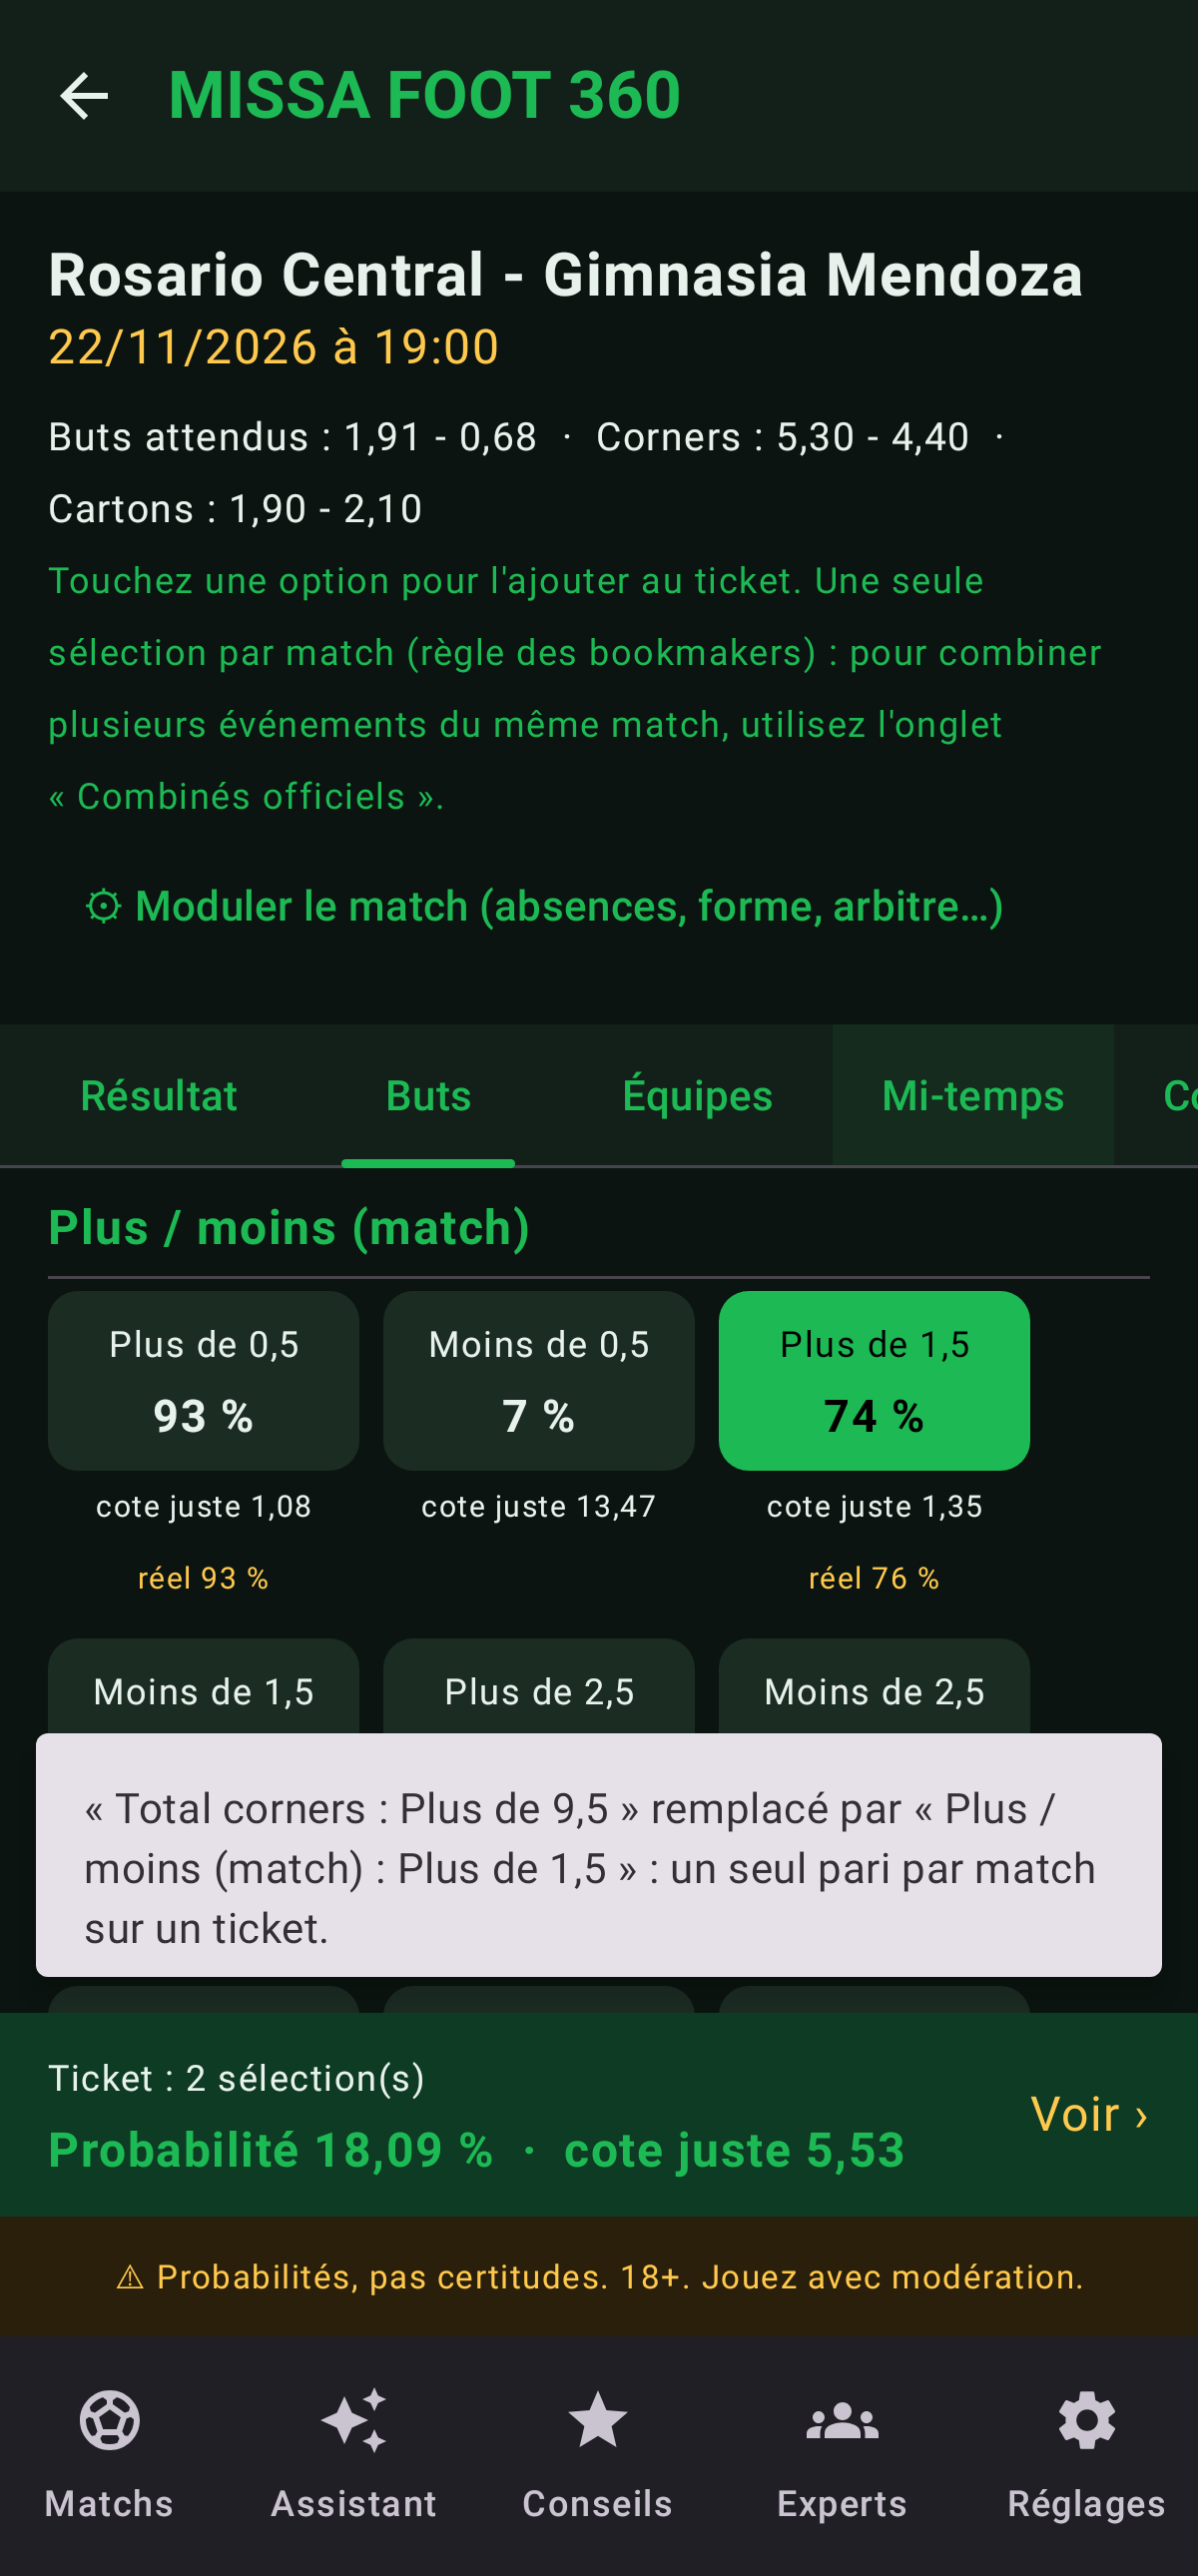 MISSA FOOT 360
Rosario Central - Gimnasia Mendoza
22/11/2026 à 19:00
Buts attendus : 1,91 - 0,68 · Corners : 5,30 - 4,40 ·
Cartons : 1,90 - 2,10
Touchez une option pour l'ajouter au ticket. Une seule
sélection par match (règle des bookmakers) : pour combiner
plusieurs événements du même match, utilisez l'onglet
« Combinés officiels ».
Moduler le match (absences, forme, arbitre…)
Résultat Buts Équipes Mi-temps Co
Plus / moins (match)
Plus de 0,5 Moins de 0,5 Plus de 1,5
93 % 7 % 74 %
cote juste 1,08 cote juste 13,47 cote juste 1,35
réel 93 % réel 76 %
Moins de 1,5 Plus de 2,5 Moins de 2,5
« Total corners : Plus de 9,5 » remplacé par « Plus /
moins (match) : Plus de 1,5 » : un seul pari par match
sur un ticket.
Ticket : 2 sélection(s)
Voir ›
Probabilité 18,09 % · cote juste 5,53
⚠ Probabilités, pas certitudes. 18+. Jouez avec modération.
Matchs Assistant Conseils Experts Réglages